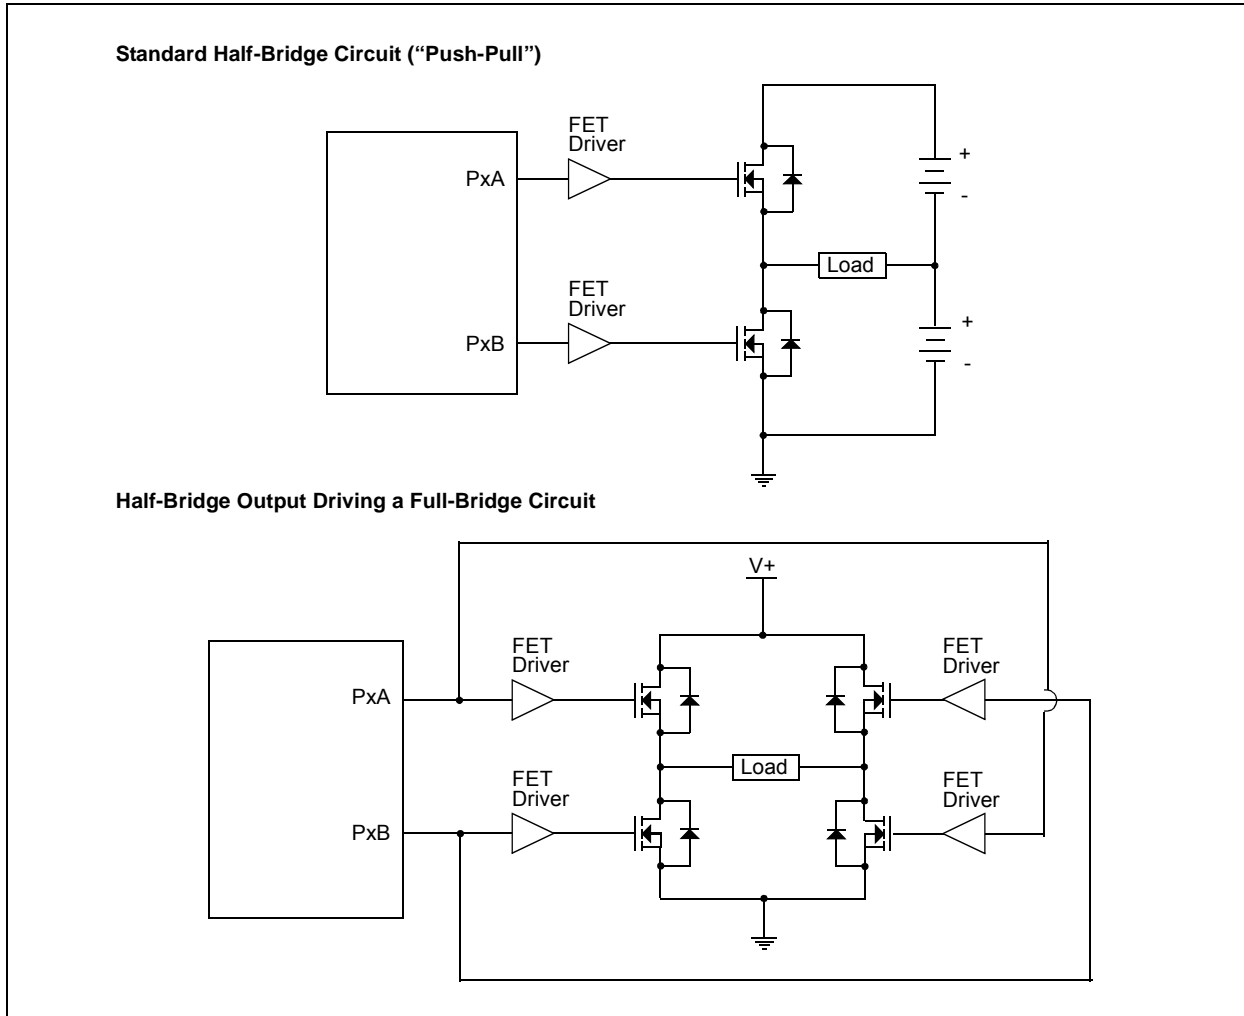 Standard Half-Bridge Circuit (“Push-Pull”)
FET
Driver
PxA
+
-
Load
FET
Driver
PxB
+
-
Half-Bridge Output Driving a Full-Bridge Circuit
V+
FET
Driver
FET
Driver
PxA
Load
FET
Driver
FET
Driver
PxB